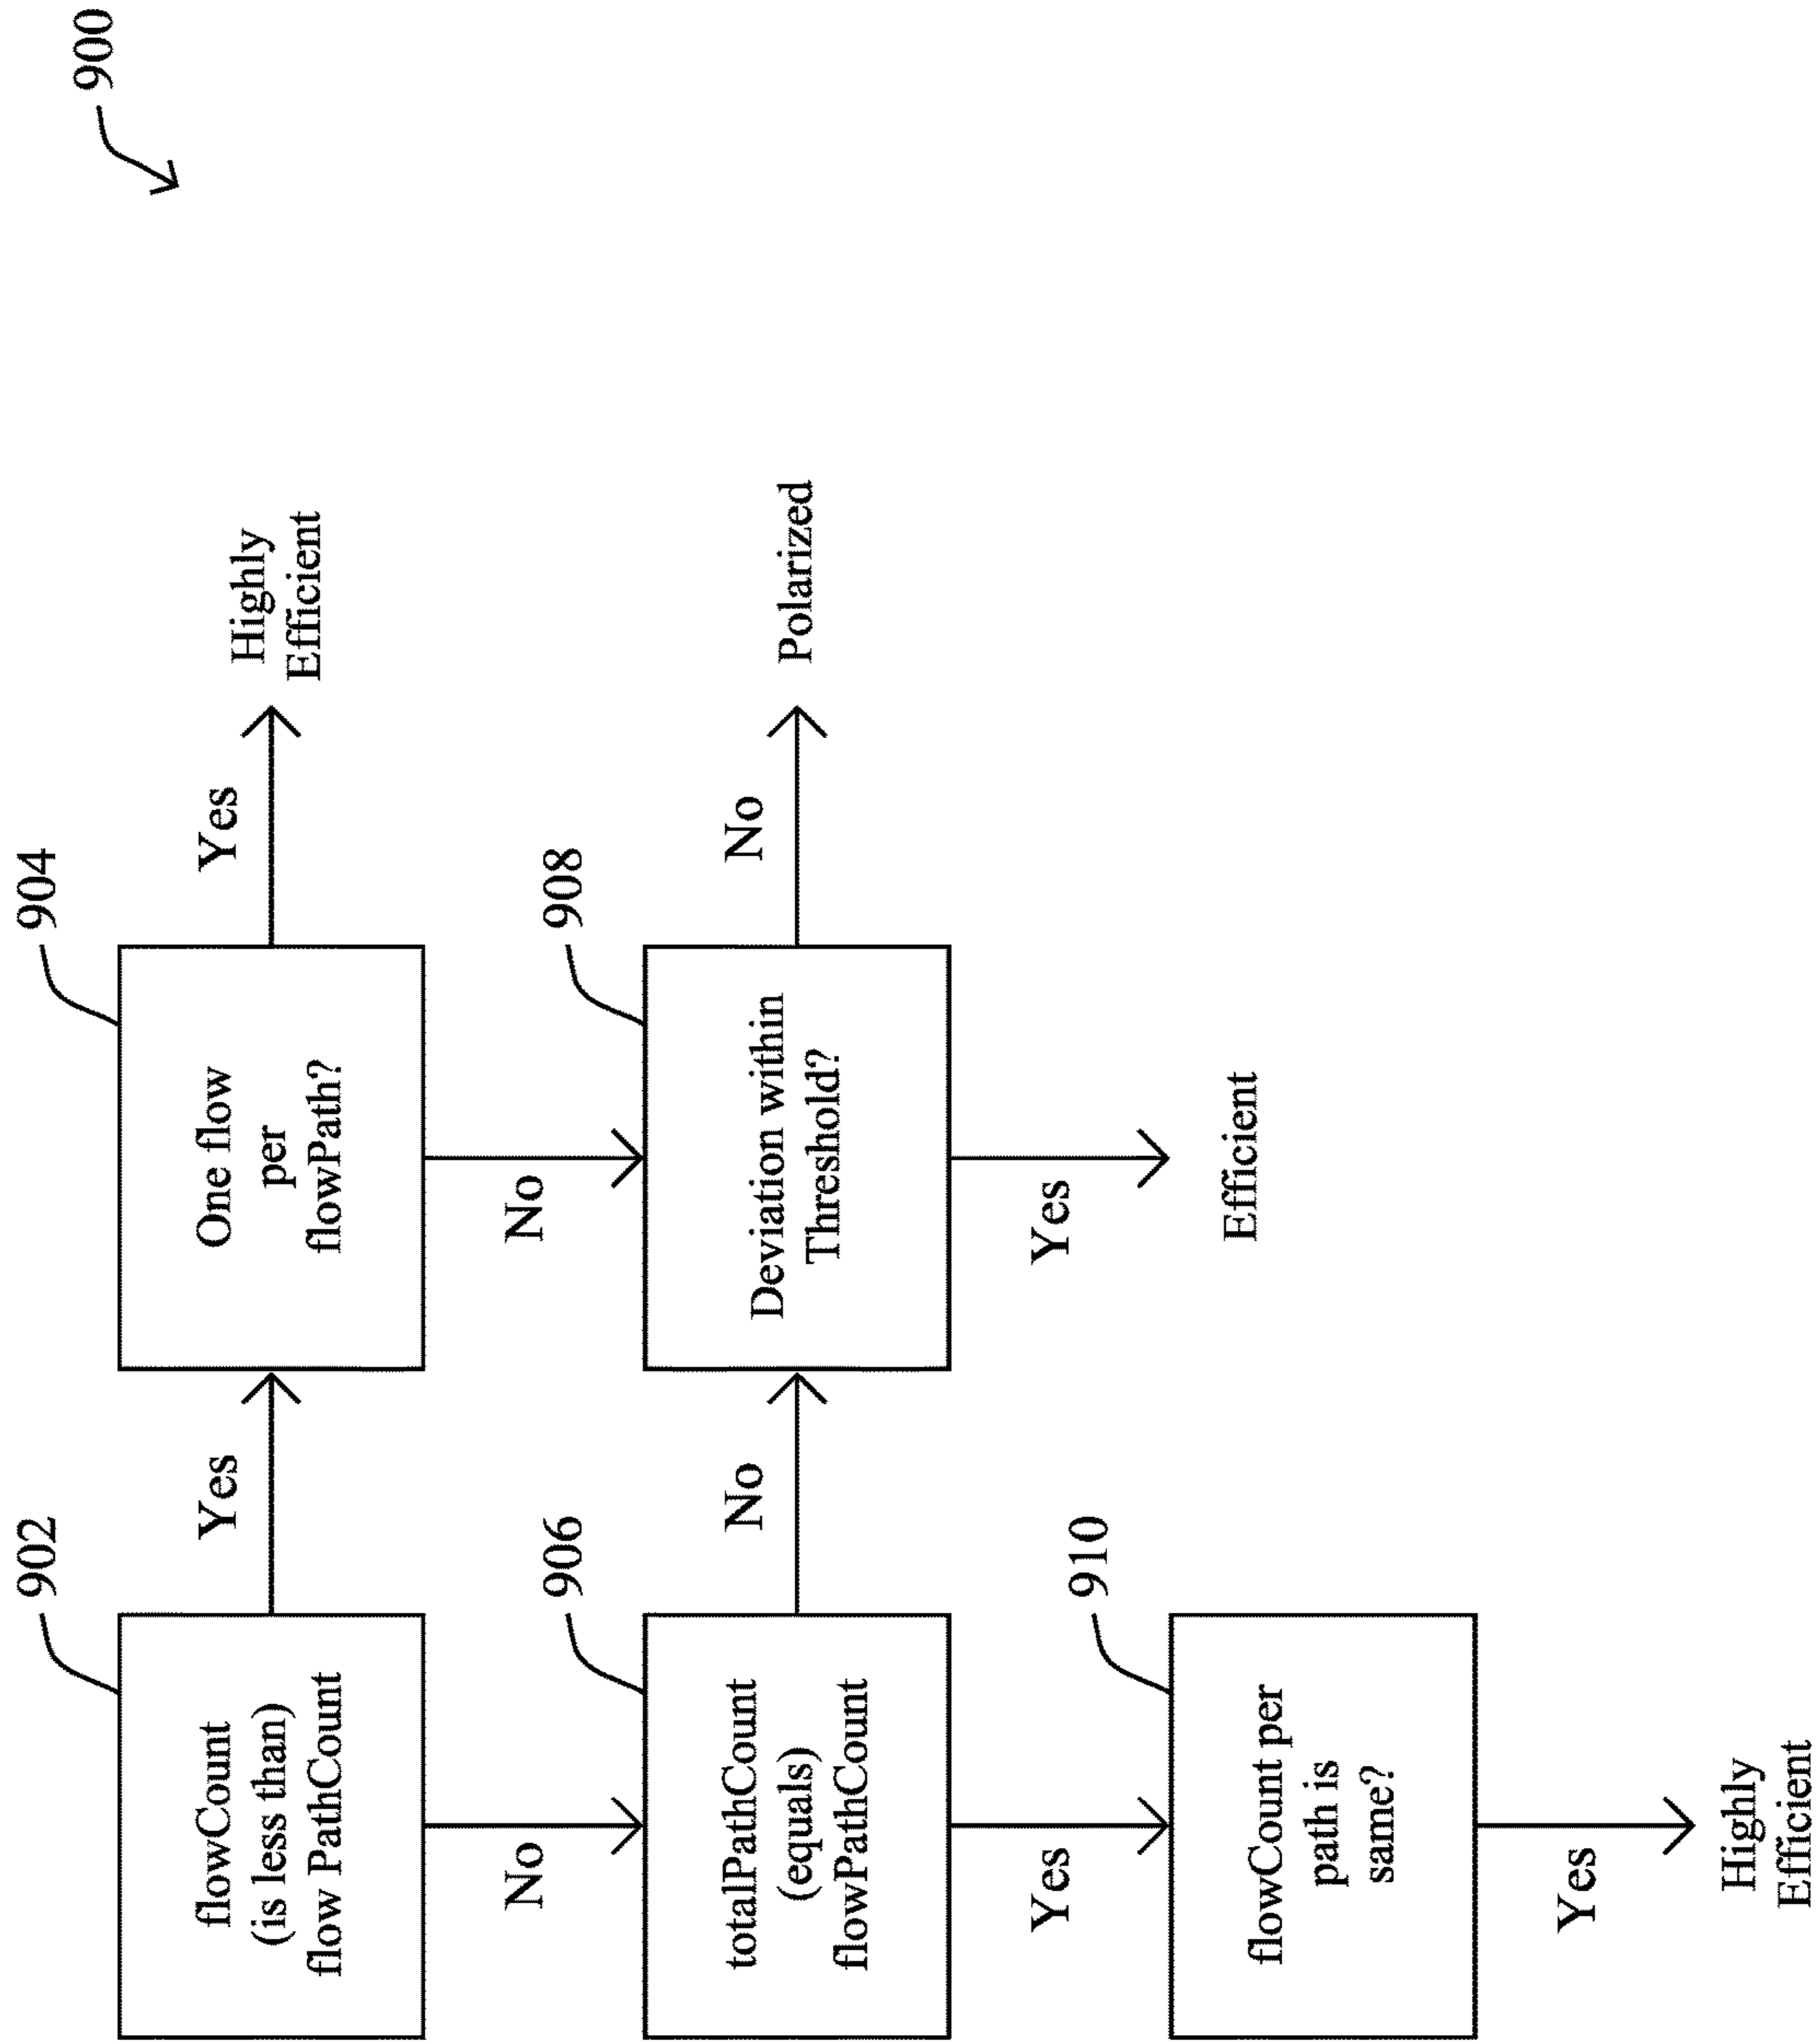 900
902
flowCount
(is less than)
flow PathCount
Yes
904
One flow
per
flowPath?
Yes
Highly
Efficient
No
No
906
totalPathCount
(equals)
flowPathCount
No
908
Deviation within
Threshold?
No
Polarized
Yes
Yes
Efficient
910
flowCount per
path is
same?
Yes
Highly
Efficient